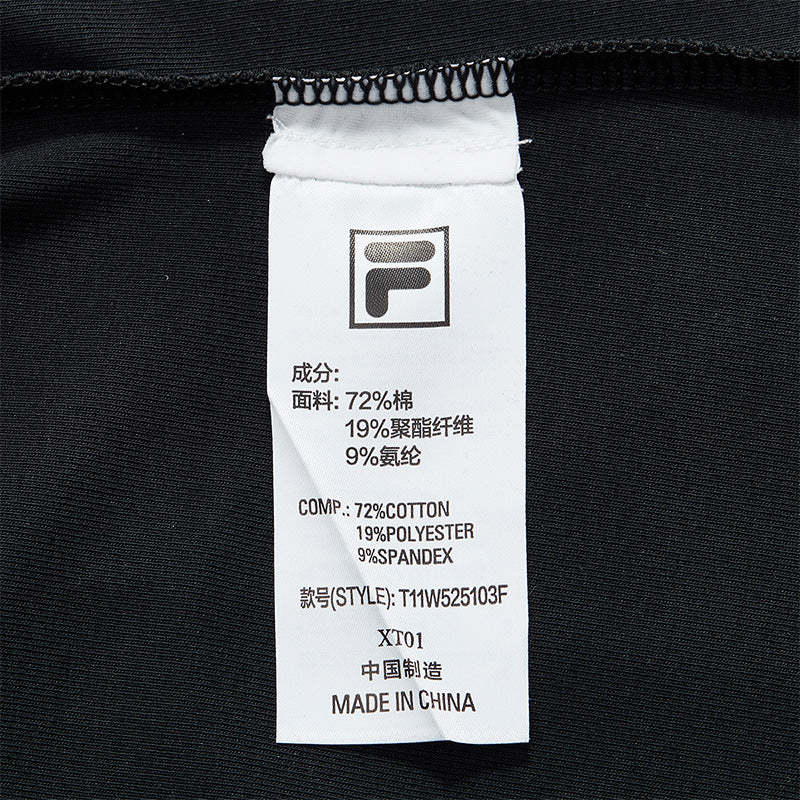 F
成分:
面料: 72%棉
19%聚酯纤维
9%氨纶
COMP.: 72%COTTON
19%POLYESTER
9%SPANDEX
款号(STYLE): T11W525103F
XT01
中国制造
MADE IN CHINA